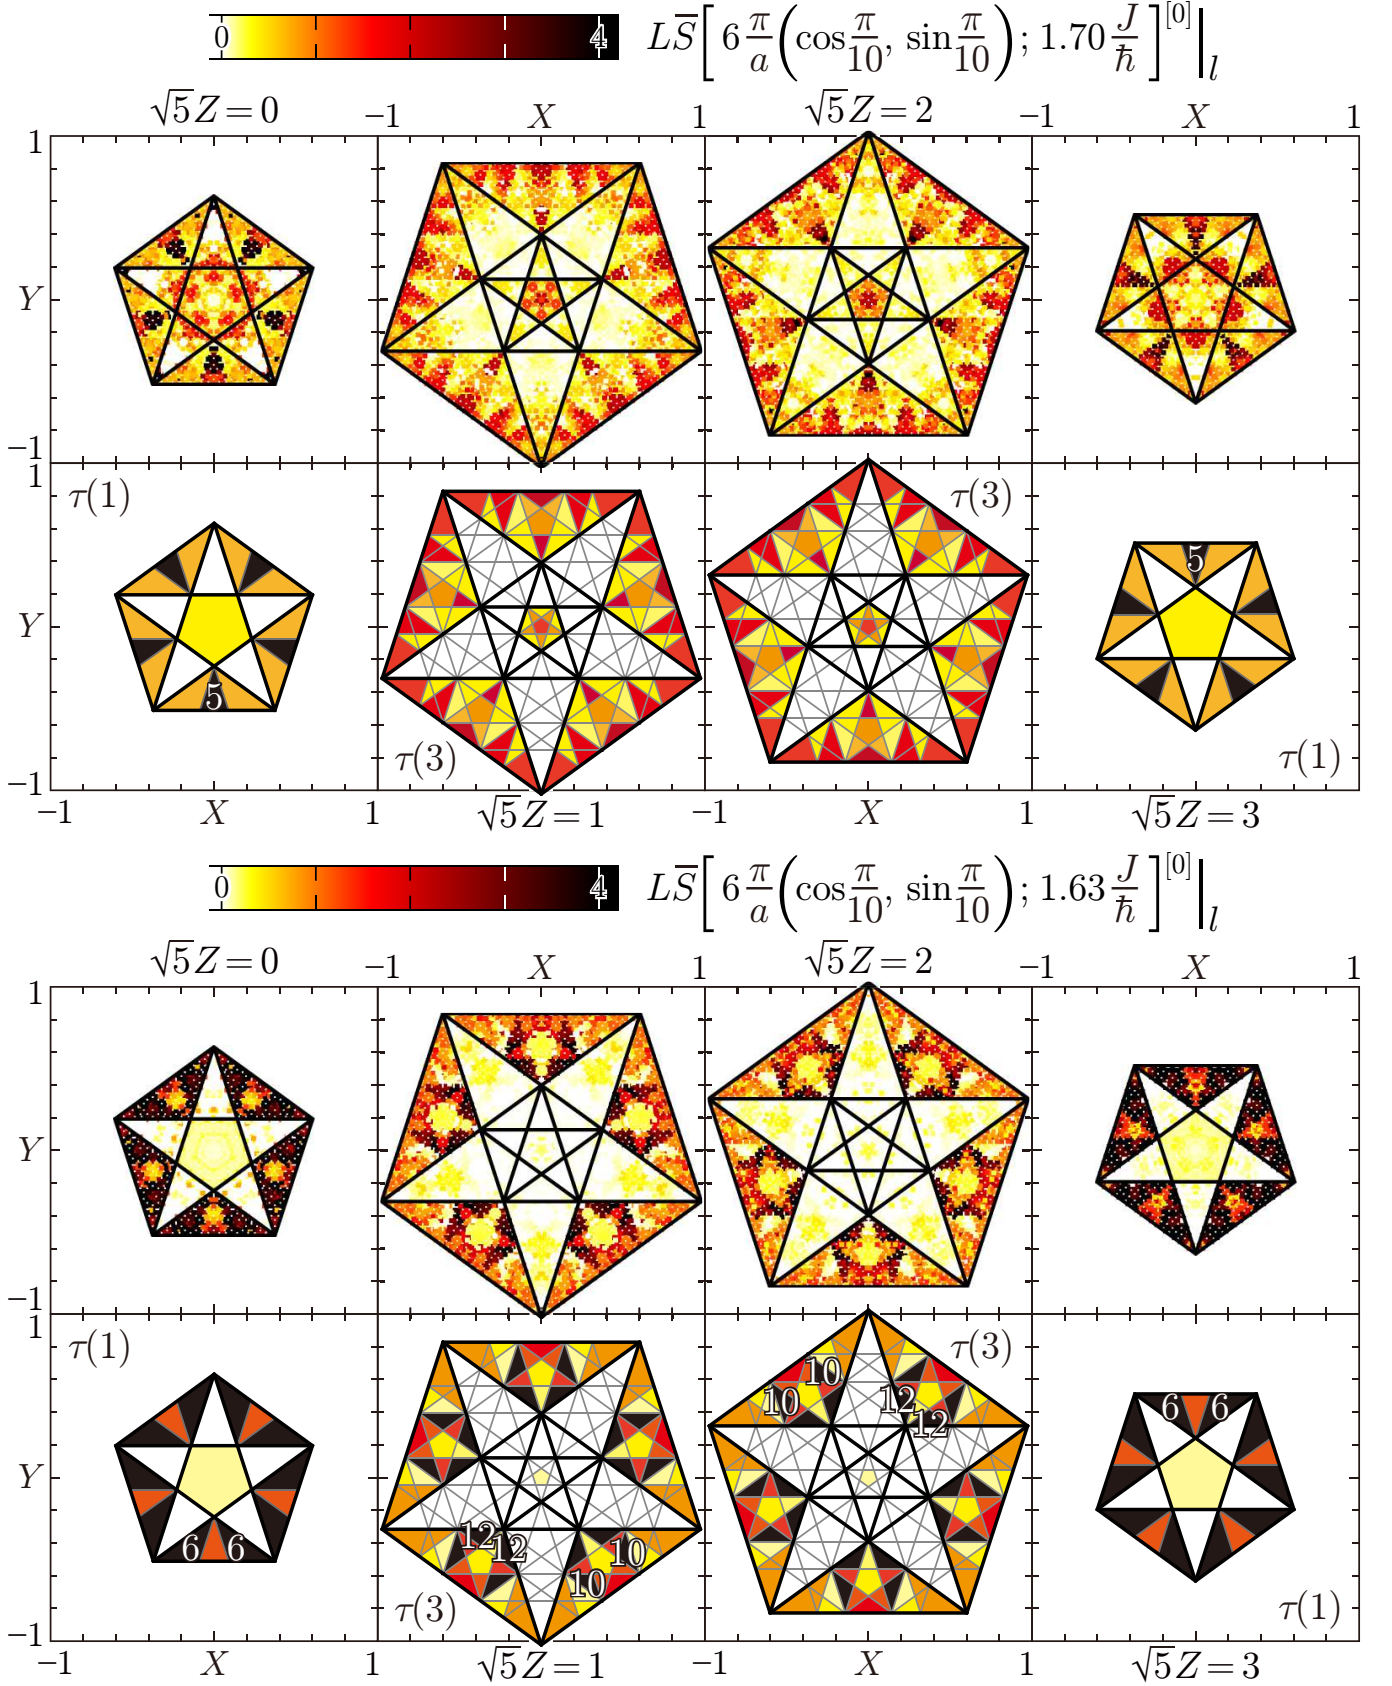 0 4 L\overline{S}[6 π/a (cos π/10, sin π/10); 1.70 J/ħ]^{[0]}|_l
√5Z=0 −1 X 1 √5Z=2 −1 X 1
1
Y
−1
1 τ(1) τ(3)
5
Y
5
τ(3) τ(1)
−1
−1 X 1 √5Z=1 −1 X 1 √5Z=3
0 4 L\overline{S}[6 π/a (cos π/10, sin π/10); 1.63 J/ħ]^{[0]}|_l
√5Z=0 −1 X 1 √5Z=2 −1 X 1
1
Y
−1
1 τ(1) τ(3)
10 10 12 12
6 6
Y
12 12 10 10
6 6
τ(3) τ(1)
−1
−1 X 1 √5Z=1 −1 X 1 √5Z=3